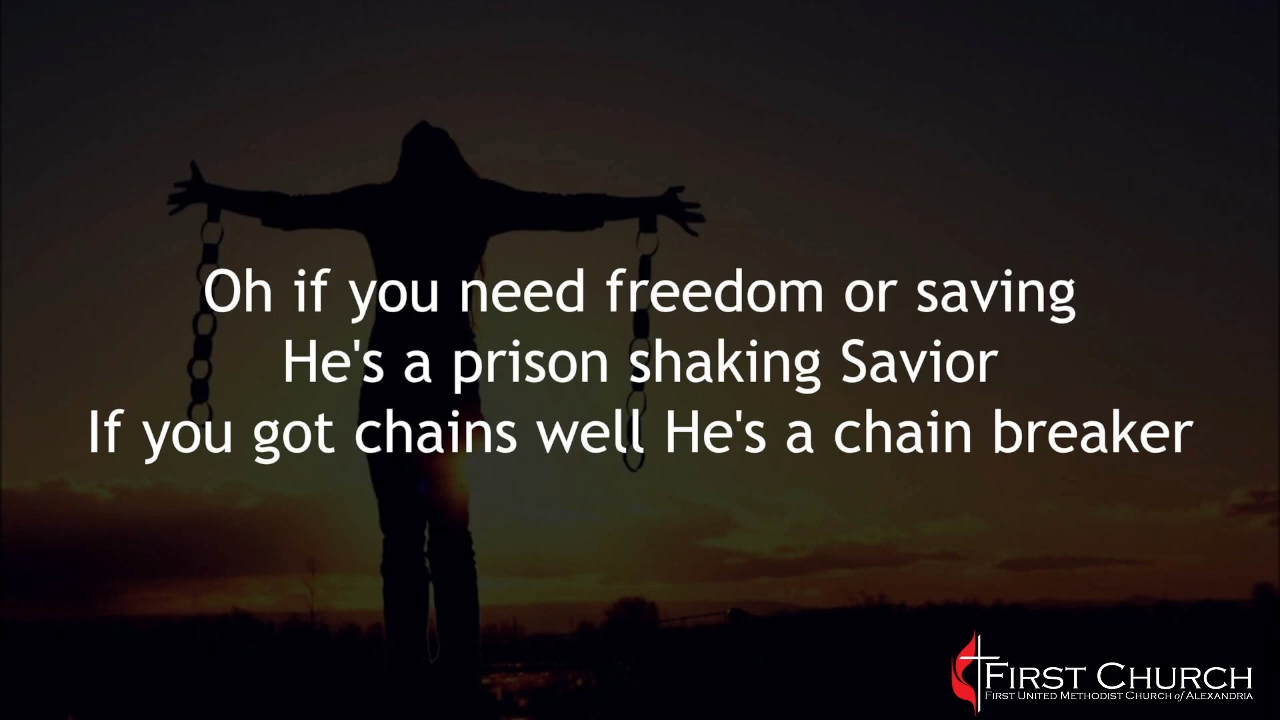 Oh if you need freedom or saving
He's a prison shaking Savior
If you got chains well He's a chain breaker
FIRST CHURCH
FIRST UNITED METHODIST CHURCH of ALEXANDRIA